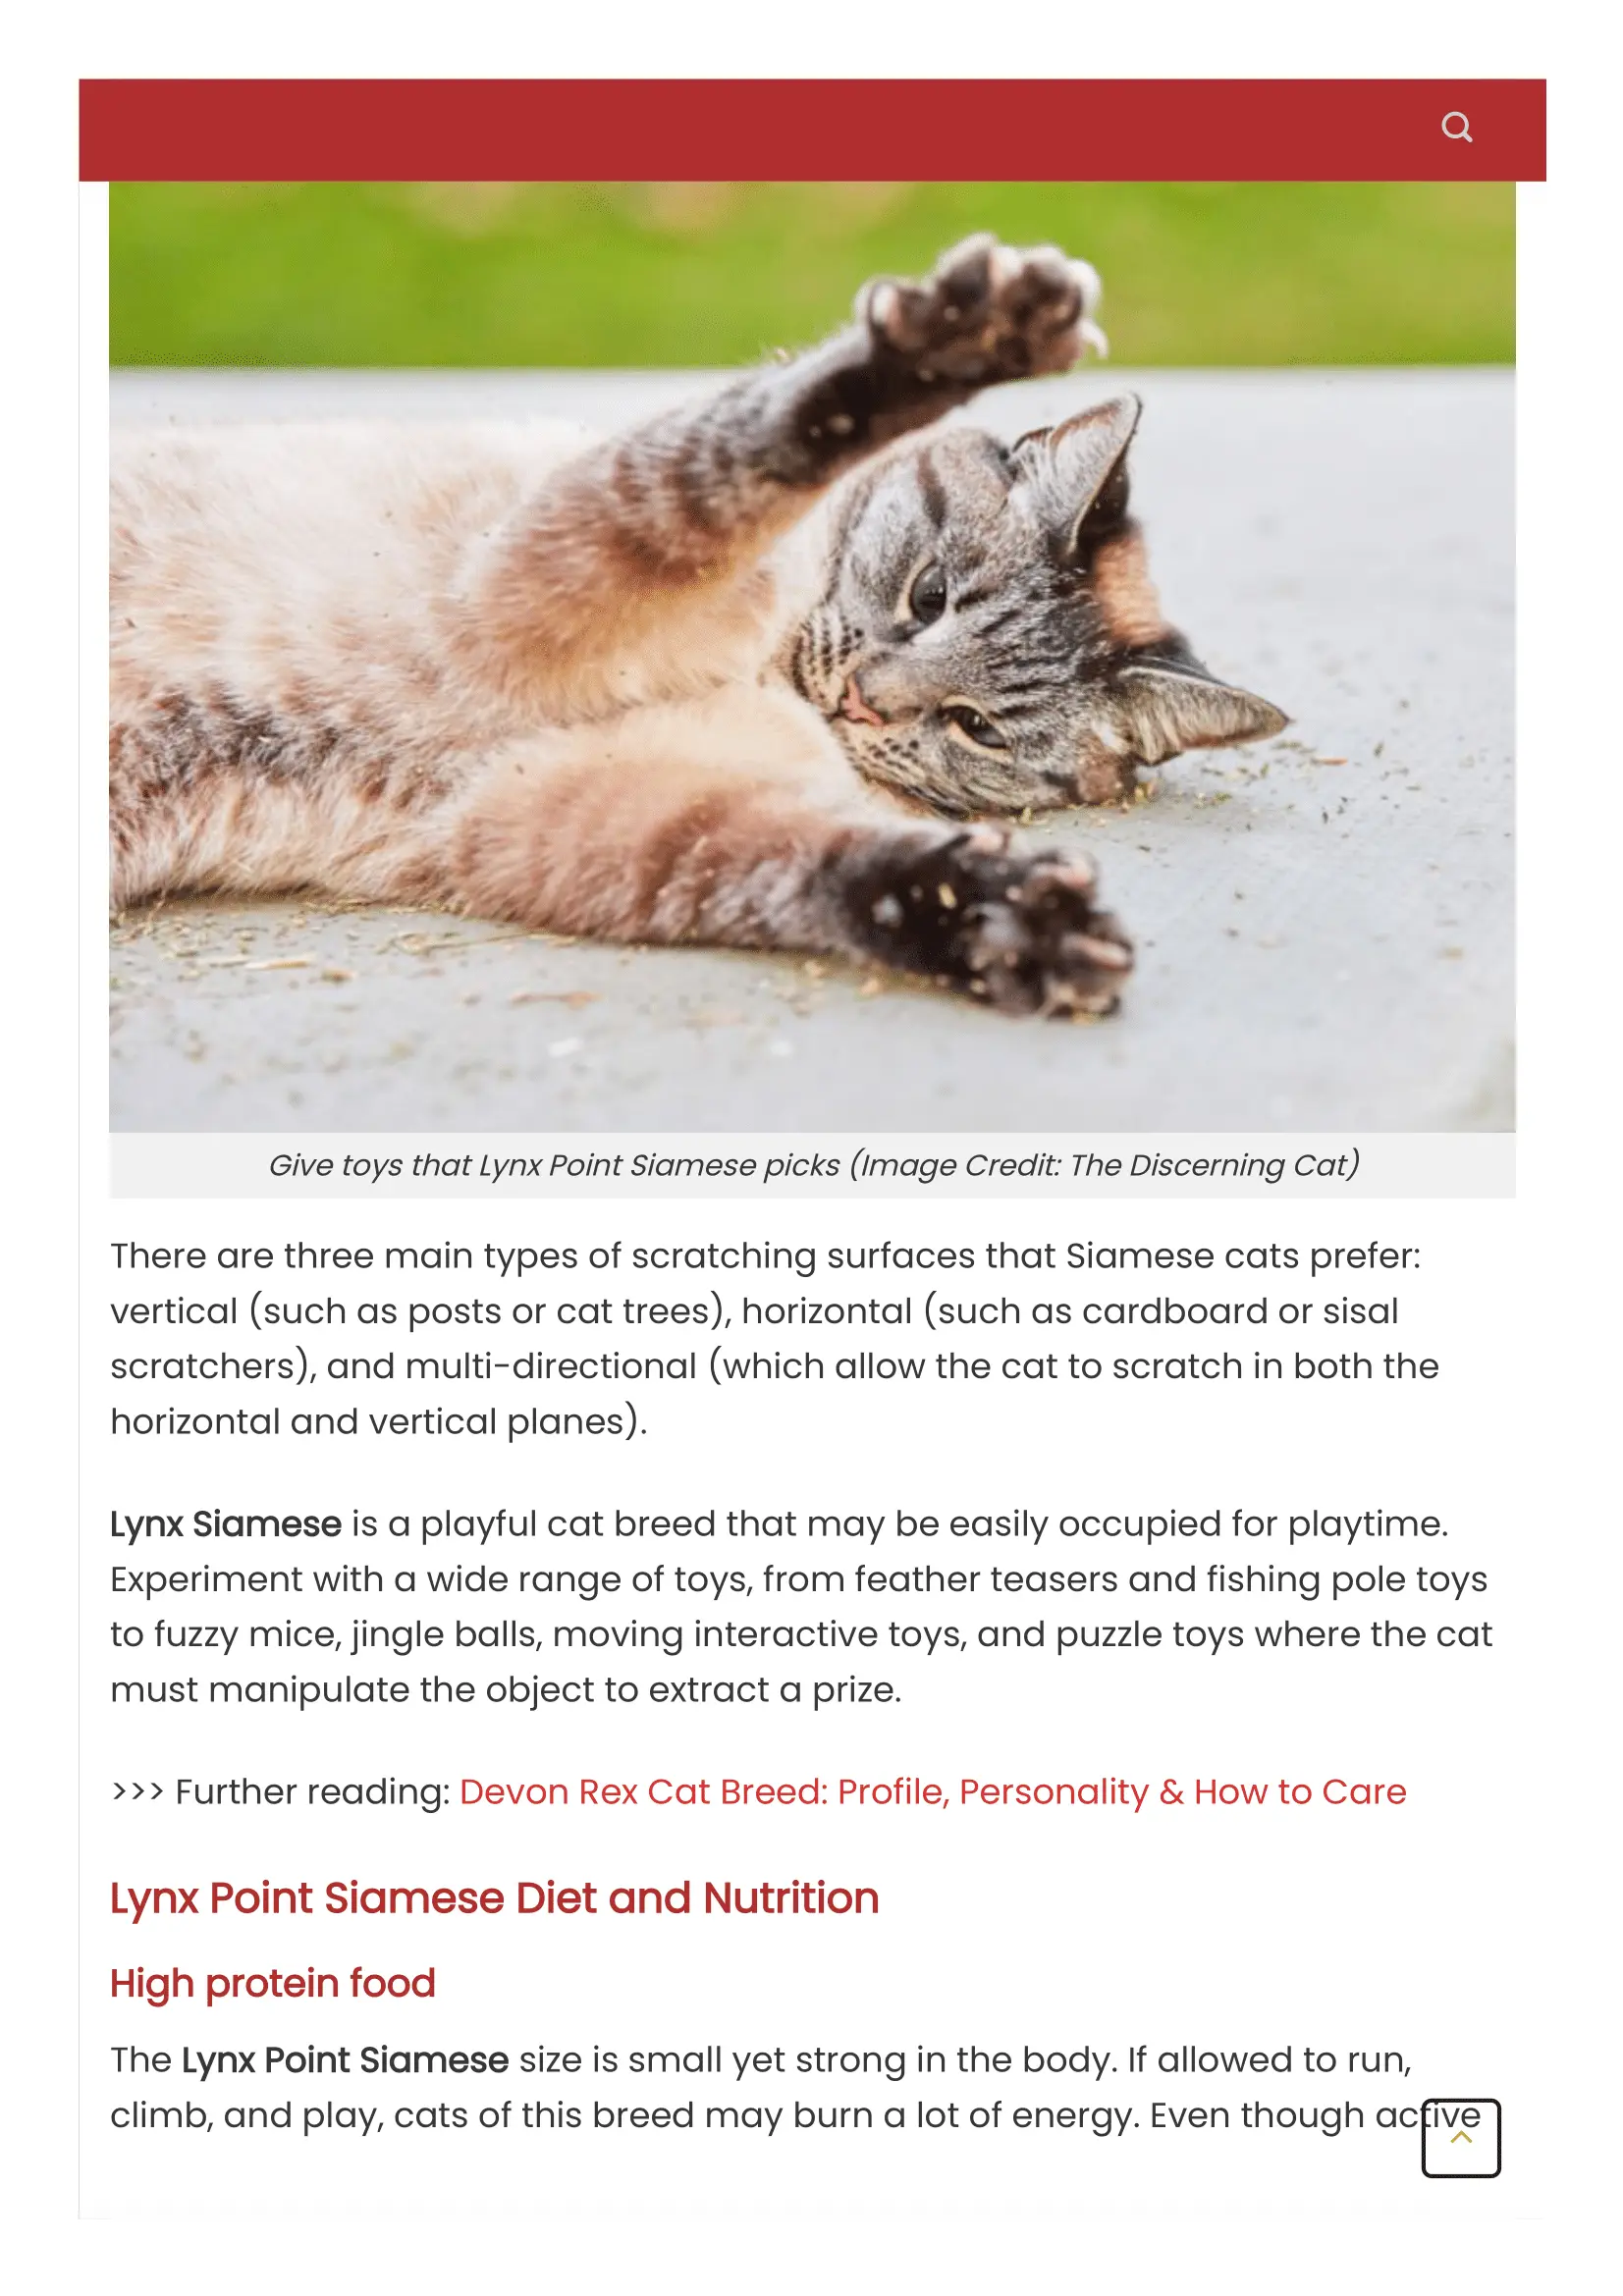 Give toys that Lynx Point Siamese picks (Image Credit: The Discerning Cat)
There are three main types of scratching surfaces that Siamese cats prefer:
vertical (such as posts or cat trees), horizontal (such as cardboard or sisal
scratchers), and multi-directional (which allow the cat to scratch in both the
horizontal and vertical planes).
Lynx Siamese is a playful cat breed that may be easily occupied for playtime.
Experiment with a wide range of toys, from feather teasers and fishing pole toys
to fuzzy mice, jingle balls, moving interactive toys, and puzzle toys where the cat
must manipulate the object to extract a prize.
>>> Further reading: Devon Rex Cat Breed: Profile, Personality & How to Care
Lynx Point Siamese Diet and Nutrition
High protein food
The Lynx Point Siamese size is small yet strong in the body. If allowed to run,
climb, and play, cats of this breed may burn a lot of energy. Even though active